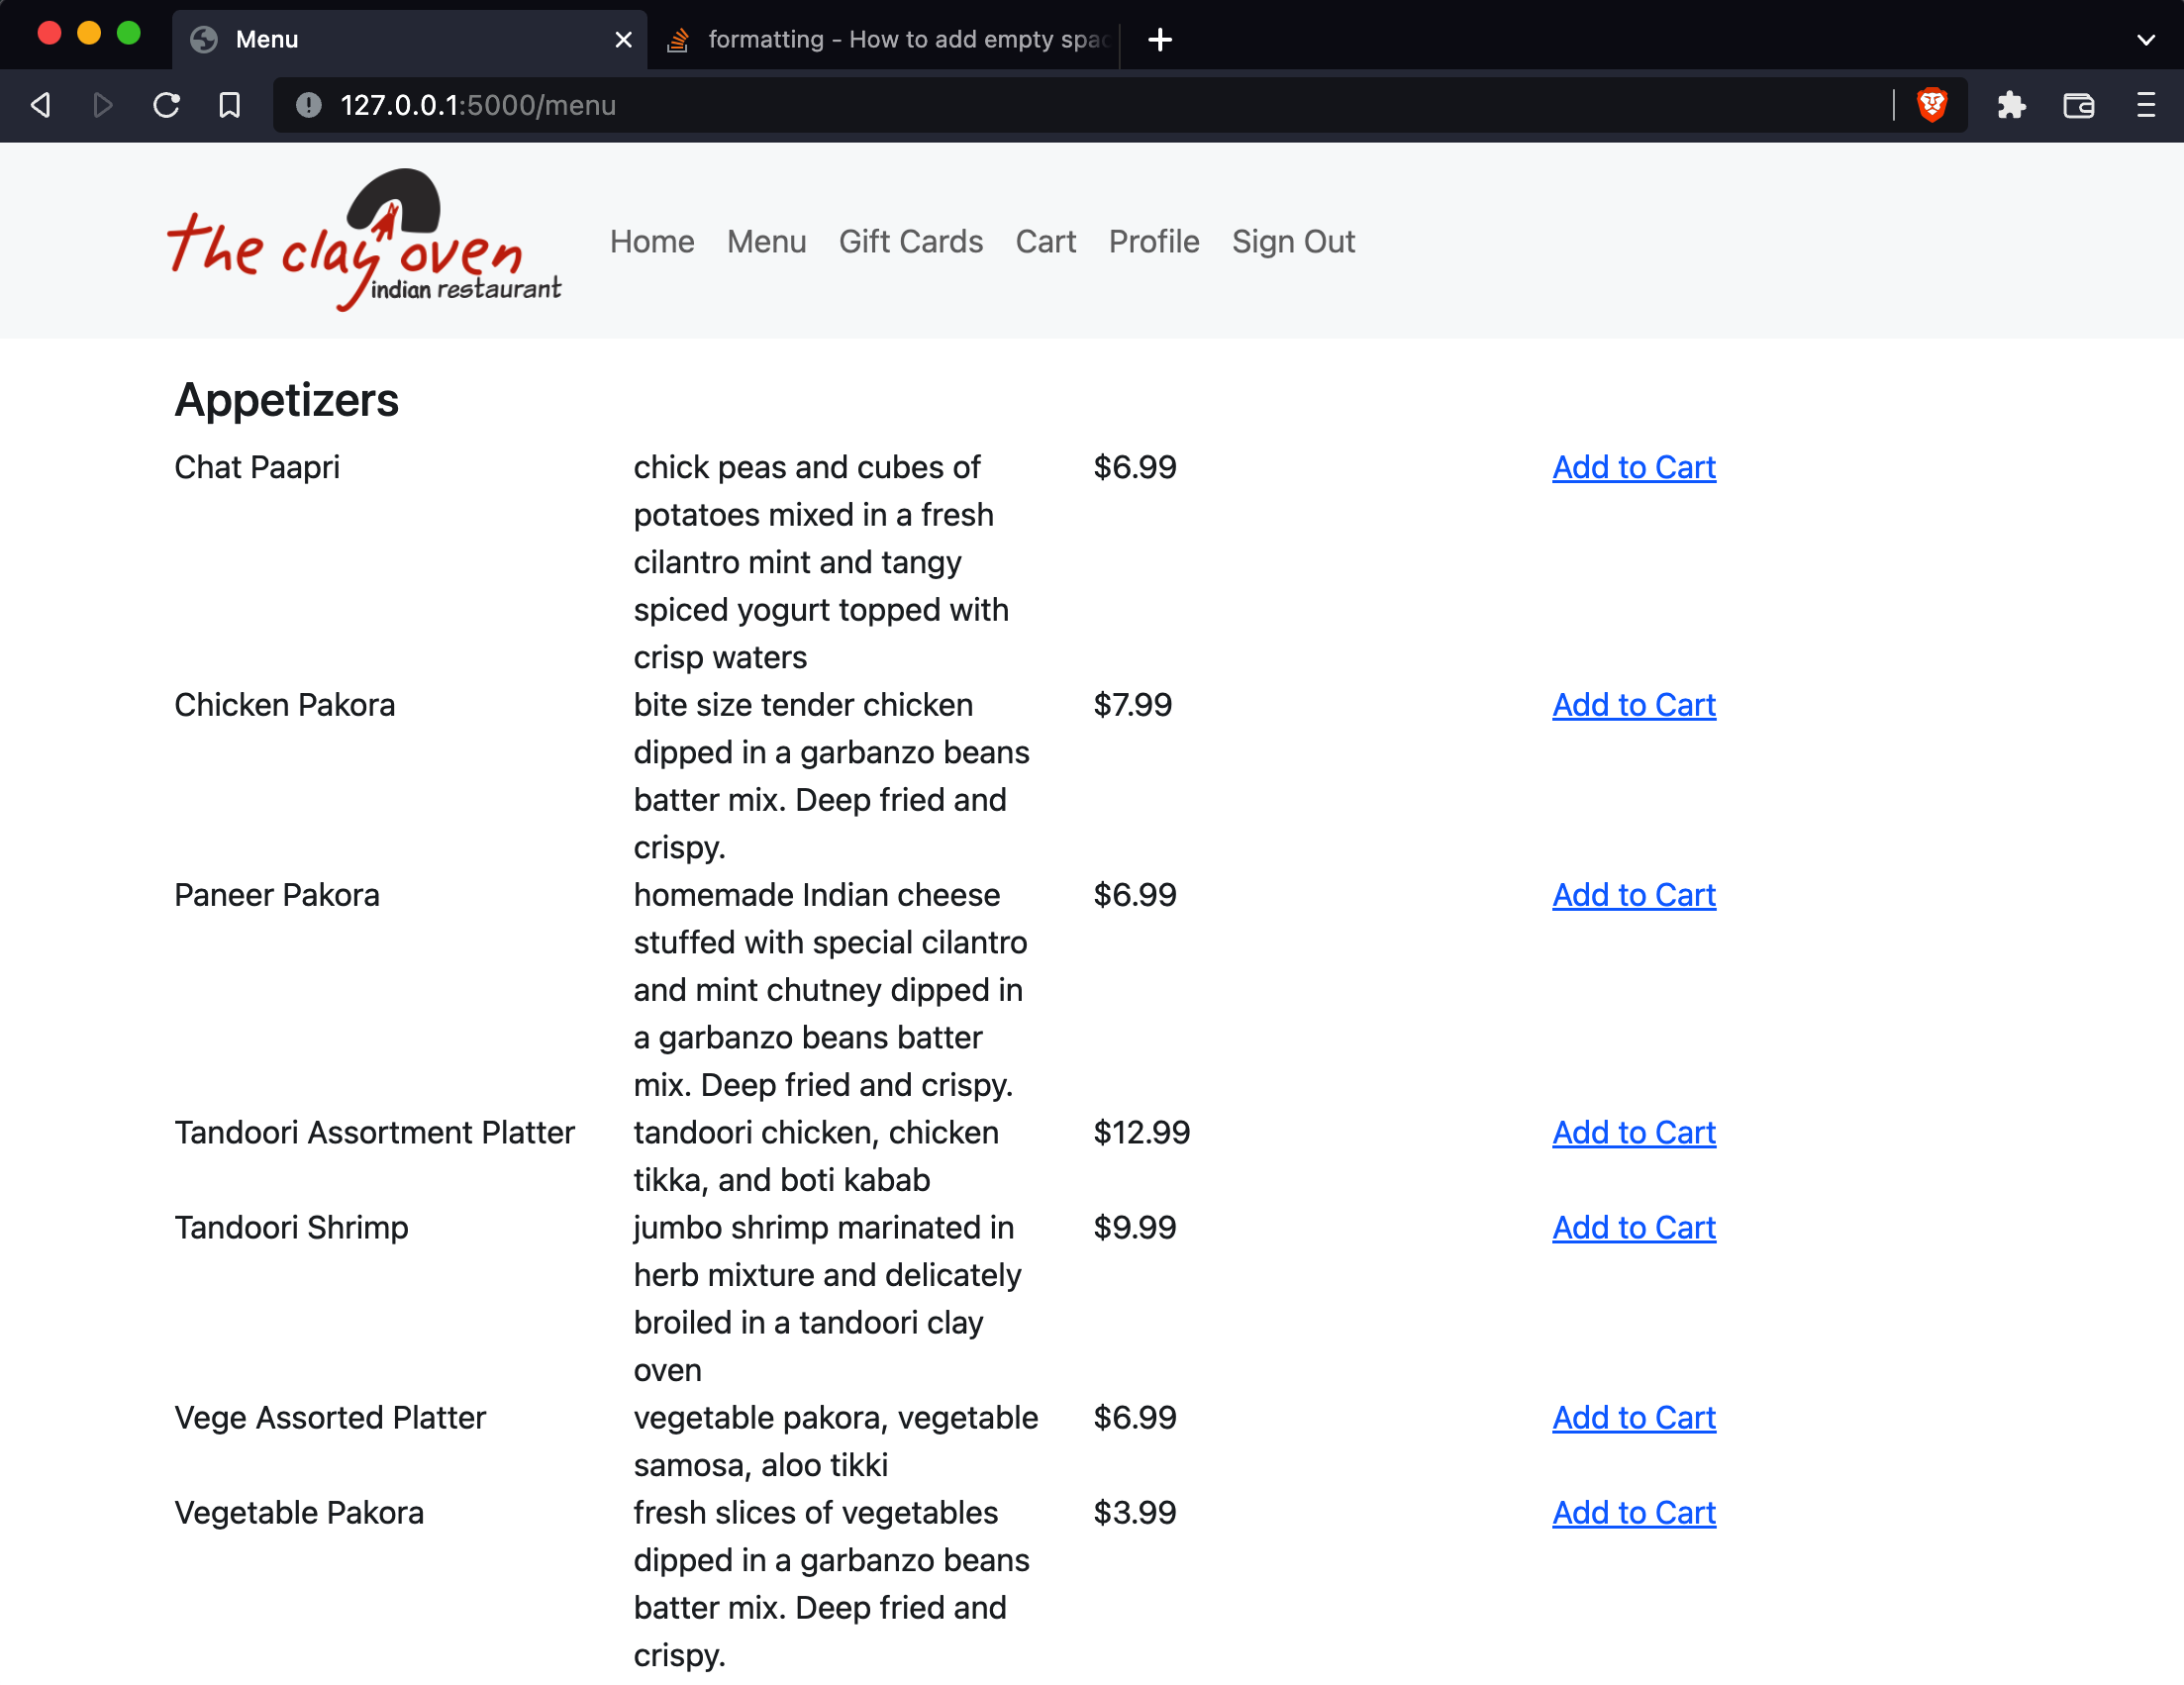 Menu
formatting - How to add empty spac
127.0.0.1:5000/menu
The clay oven
indian restaurant
Home Menu Gift Cards Cart Profile Sign Out
Appetizers
Chat Paapri chick peas and cubes of $6.99 Add to Cart
potatoes mixed in a fresh
cilantro mint and tangy
spiced yogurt topped with
crisp waters
Chicken Pakora bite size tender chicken $7.99 Add to Cart
dipped in a garbanzo beans
batter mix. Deep fried and
crispy.
Paneer Pakora homemade Indian cheese $6.99 Add to Cart
stuffed with special cilantro
and mint chutney dipped in
a garbanzo beans batter
mix. Deep fried and crispy.
Tandoori Assortment Platter tandoori chicken, chicken $12.99 Add to Cart
tikka, and boti kabab
Tandoori Shrimp jumbo shrimp marinated in $9.99 Add to Cart
herb mixture and delicately
broiled in a tandoori clay
oven
Vege Assorted Platter vegetable pakora, vegetable $6.99 Add to Cart
samosa, aloo tikki
Vegetable Pakora fresh slices of vegetables $3.99 Add to Cart
dipped in a garbanzo beans
batter mix. Deep fried and
crispy.